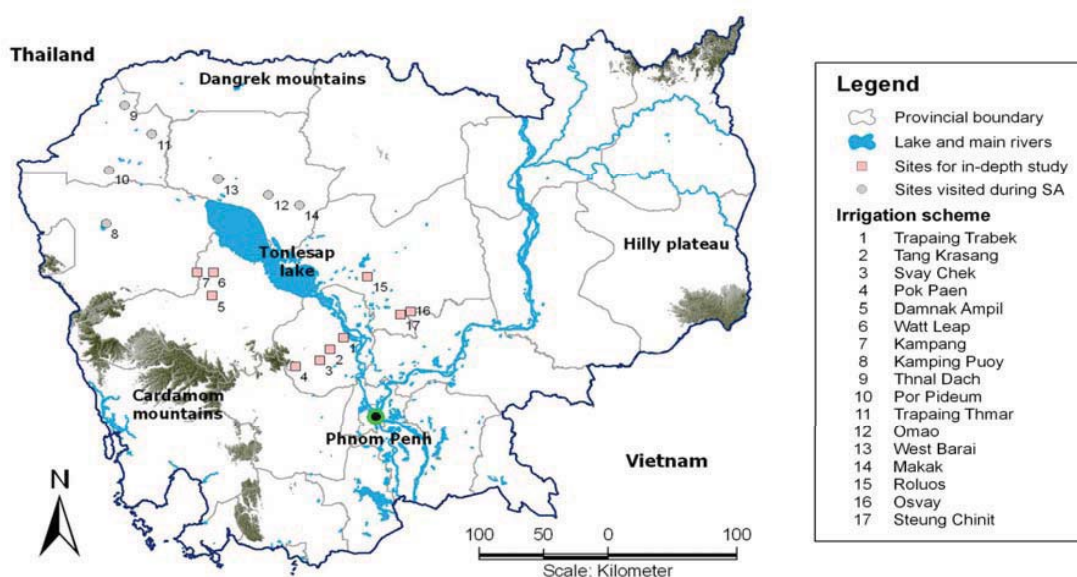 Thailand
Dangrek mountains
9
11
10
13
12
14
8
Tonlesap
lake
Hilly plateau
7 6
5
15
16
17
1
2
3
4
Cardamom
mountains
Phnom Penh
Vietnam
N
100 50 0 100
Scale: Kilometer
Legend
Provincial boundary
Lake and main rivers
Sites for in-depth study
Sites visited during SA
Irrigation scheme
1 Trapaing Trabek
2 Tang Krasang
3 Svay Chek
4 Pok Paen
5 Damnak Ampil
6 Watt Leap
7 Kampang
8 Kamping Puoy
9 Thnal Dach
10 Por Pideum
11 Trapaing Thmar
12 Omao
13 West Barai
14 Makak
15 Roluos
16 Osvay
17 Steung Chinit